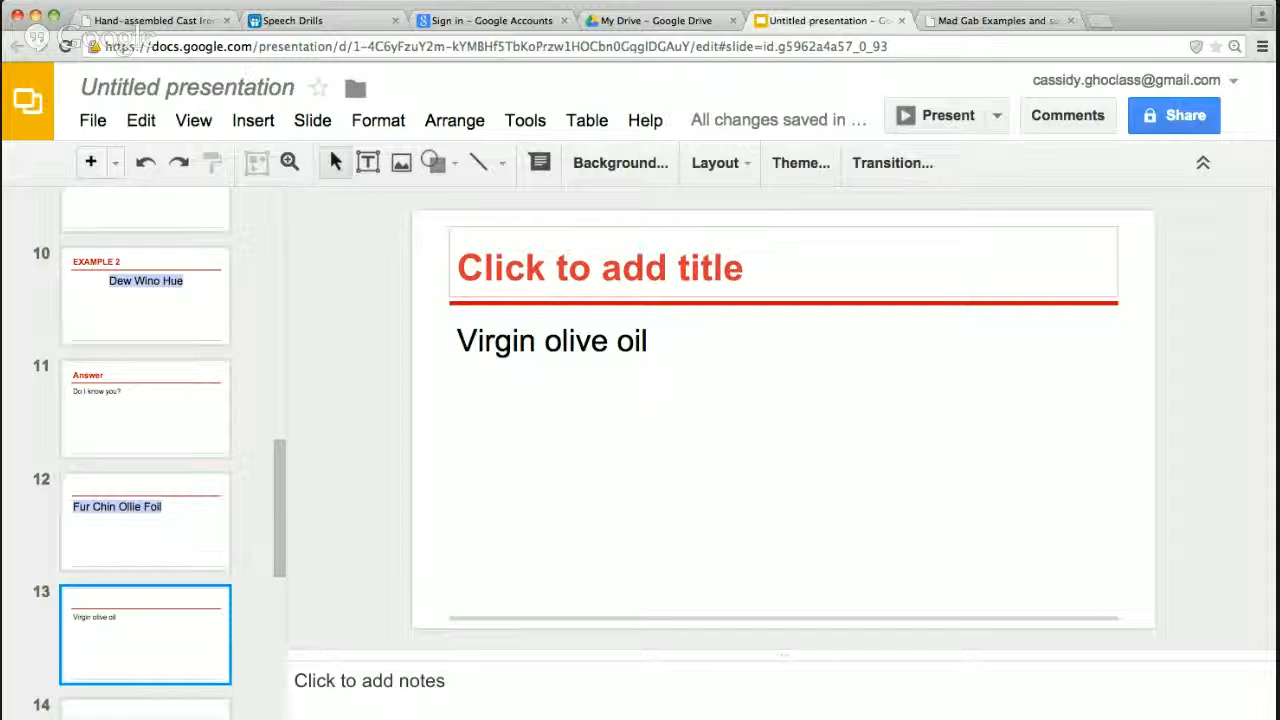 Hand-assembled Cast Iron
Speech Drills
Sign in - Google Accounts
My Drive - Google Drive
Untitled presentation - Go
Mad Gab Examples and su
Google
https://docs.google.com/presentation/d/1-4C6yFzuY2m-kYMBHf5TbKoPrzw1HOCbn0GqgIDGAuY/edit#slide=id.g5962a4a57_0_93
Untitled presentation
cassidy.ghoclass@gmail.com
File Edit View Insert Slide Format Arrange Tools Table Help All changes saved in ...
Present
Comments
Share
Background... Layout Theme... Transition...
10
EXAMPLE 2
Dew Wino Hue
11
Answer
Do I know you?
12
Fur Chin Ollie Foil
13
Virgin olive oil
14
Click to add title
Virgin olive oil
Click to add notes